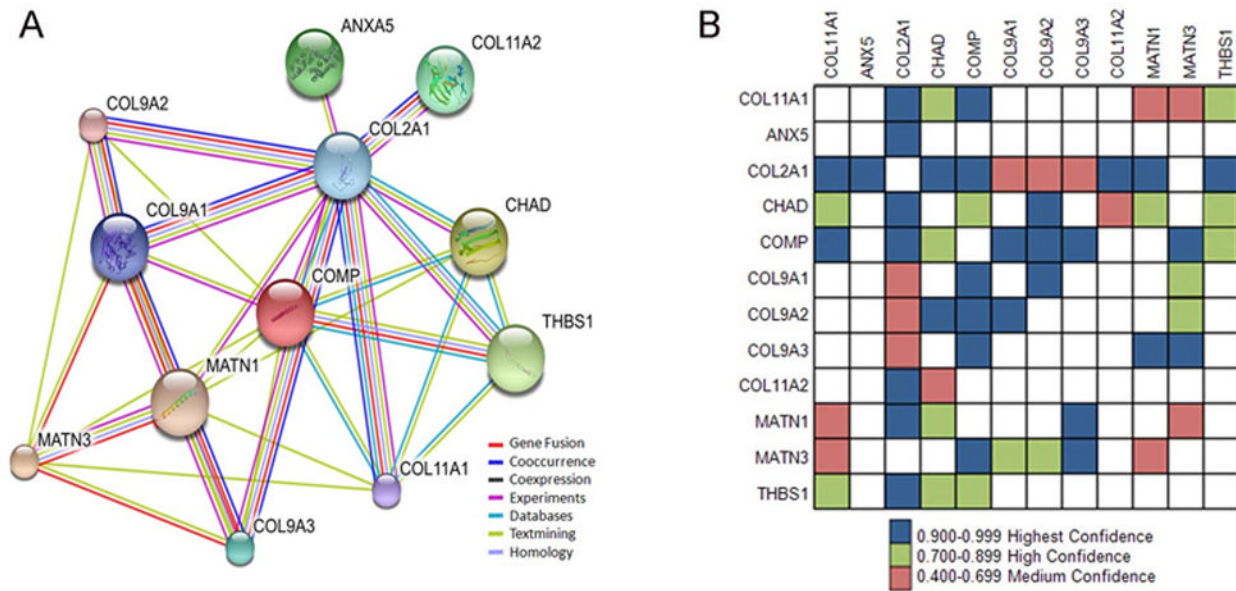 A
ANXA5
COL11A2
COL9A2
COL2A1
COL9A1
CHAD
COMP
THBS1
MATN1
MATN3
COL11A1
COL9A3
Gene Fusion
Cooccurrence
Coexpression
Experiments
Databases
Textmining
Homology
B
COL11A1
ANX5
COL2A1
CHAD
COMP
COL9A1
COL9A2
COL9A3
COL11A2
MATN1
MATN3
THBS1
COL11A1
ANX5
COL2A1
CHAD
COMP
COL9A1
COL9A2
COL9A3
COL11A2
MATN1
MATN3
THBS1
0.900-0.999 Highest Confidence
0.700-0.899 High Confidence
0.400-0.699 Medium Confidence